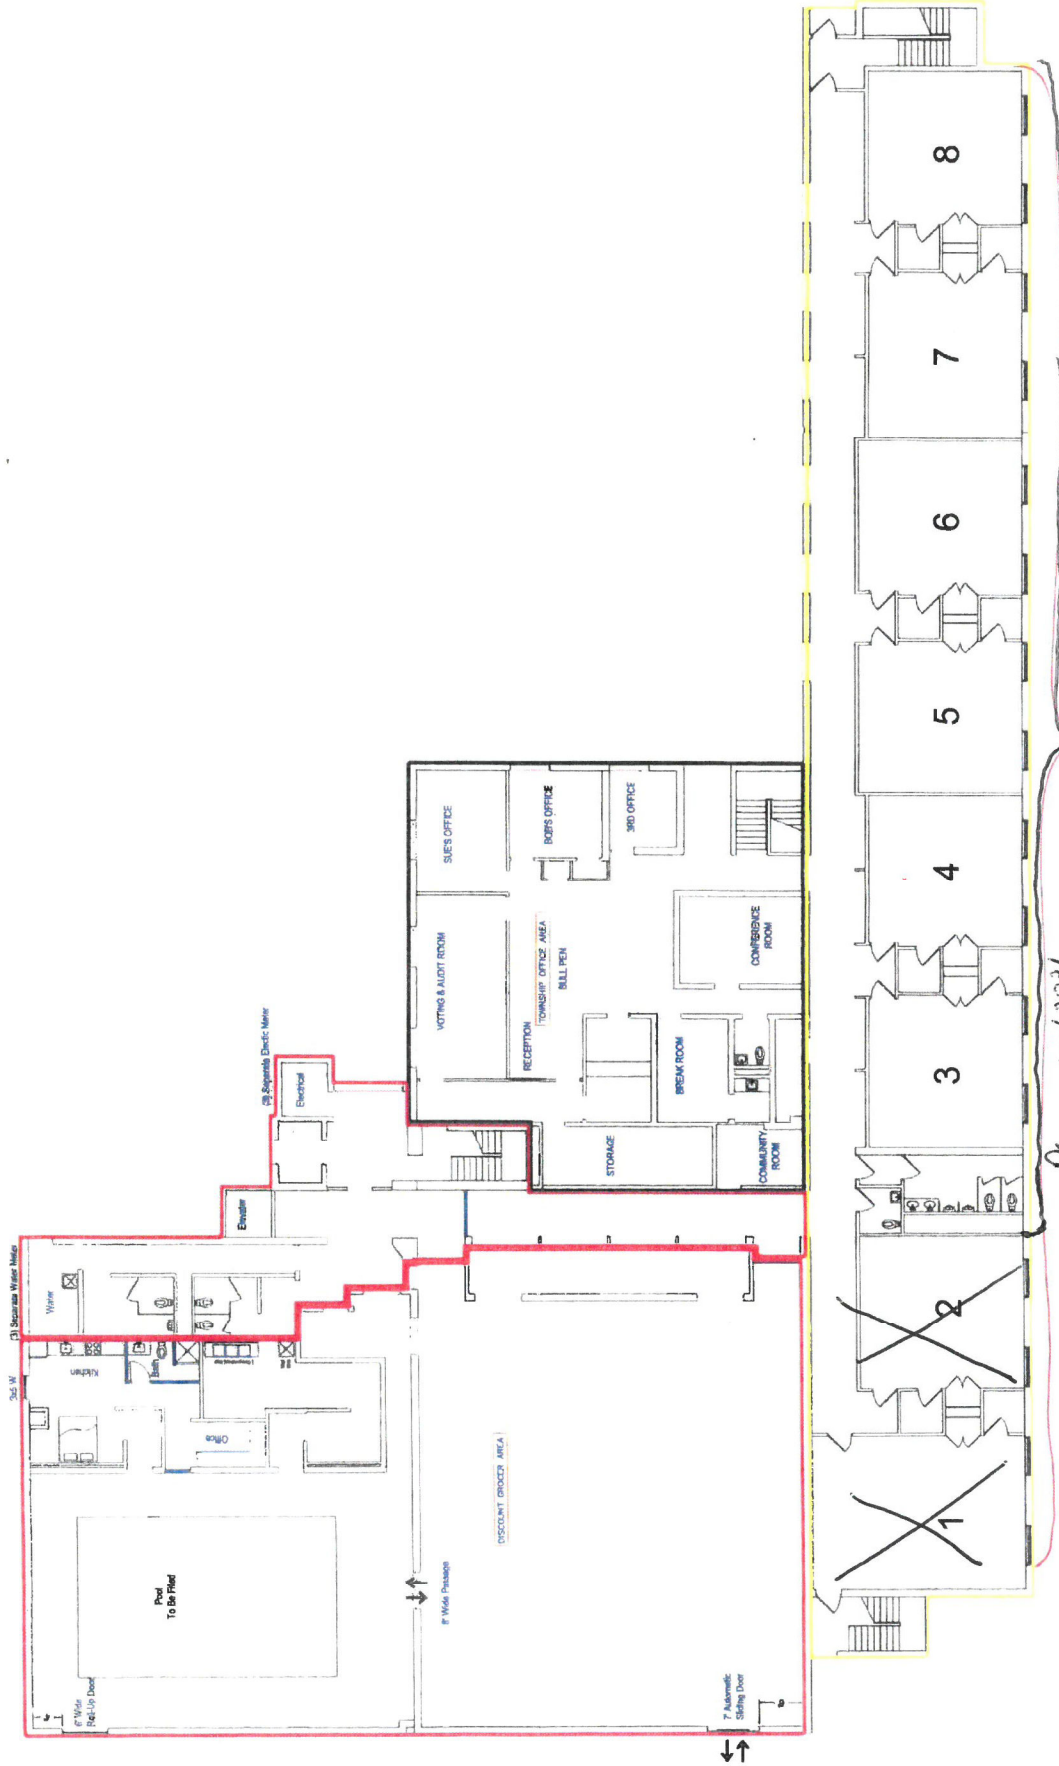 [3] Separate Water Meter
3x5 W
Water
Kitchen
Bath
Office
Elevator
[3] Separate Electric Meter
Electrical
Pool
To Be Filled
6' Wide
Roll-Up Door
8' Wide Passage
DISCOUNT GROCER AREA
7' Automatic
Sliding Door
SUE'S OFFICE
BOB'S OFFICE
3RD OFFICE
VOTING & AUDIT ROOM
TOWNSHIP OFFICE AREA
BULL PEN
RECEPTION
CONFERENCE
ROOM
BREAK ROOM
STORAGE
COMMUNITY
ROOM
1
2
3
4
5
6
7
8